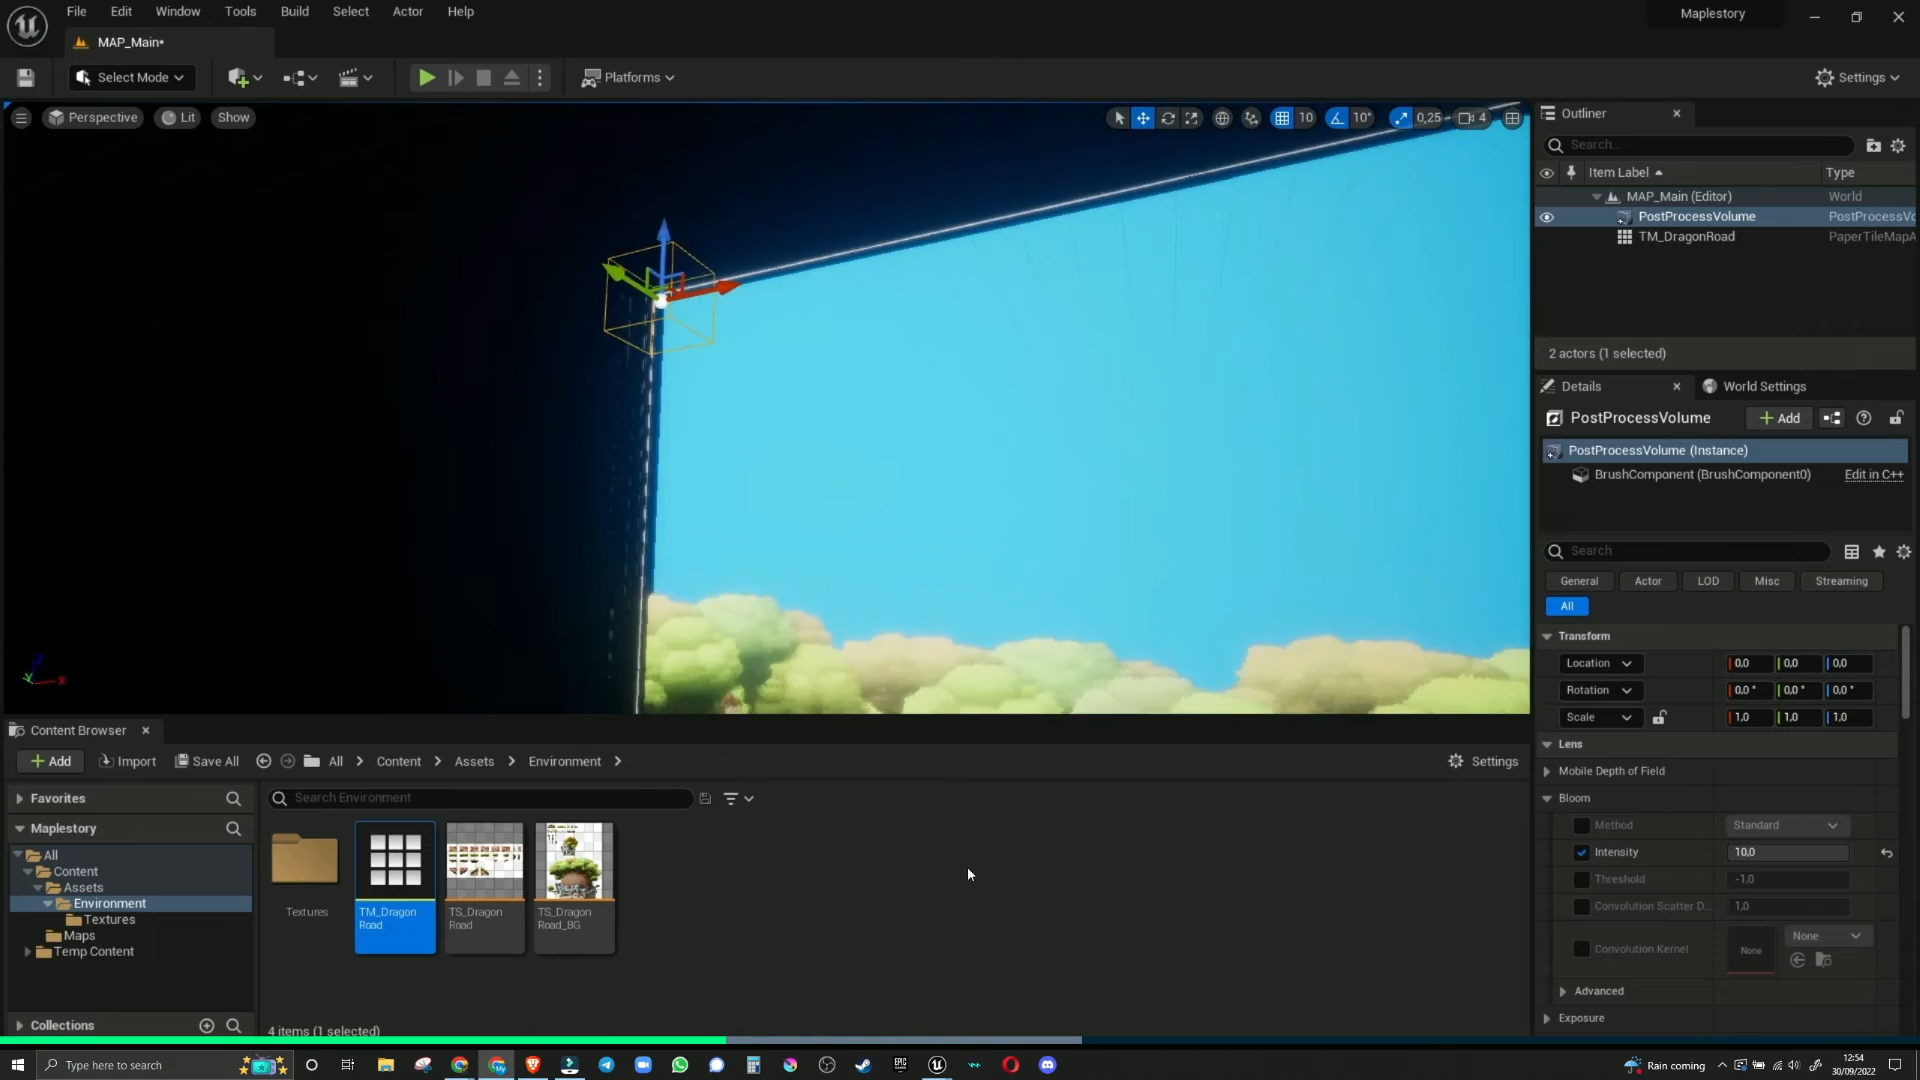 File Edit Window Tools Build Select Actor Help
Maplestory
MAP_Main*
Select Mode
Platforms
Settings
Perspective
Lit
Show
10
10°
0,25
4
Outliner
Search...
Item Label
Type
MAP_Main (Editor)
World
PostProcessVolume
PostProcessVo
TM_DragonRoad
PaperTileMapA
2 actors (1 selected)
Details
World Settings
PostProcessVolume
Add
PostProcessVolume (Instance)
BrushComponent (BrushComponent0)
Edit in C++
Search
General
Actor
LOD
Misc
Streaming
All
Transform
Location
0,0
0,0
0,0
Rotation
0,0 °
0,0 °
0,0 °
Scale
1,0
1,0
1,0
Lens
Mobile Depth of Field
Bloom
Method
Standard
Intensity
10,0
Threshold
-1,0
Convolution Scatter D...
1,0
Convolution Kernel
None
None
Advanced
Exposure
Content Browser
Add
Import
Save All
All
Content
Assets
Environment
Settings
Favorites
Maplestory
All
Content
Assets
Environment
Textures
Maps
Temp Content
Collections
Search Environment
Textures
TM_Dragon
Road
TS_Dragon
Road
TS_Dragon
Road_BG
4 items (1 selected)
Type here to search
Rain coming
12:54
30/09/2022